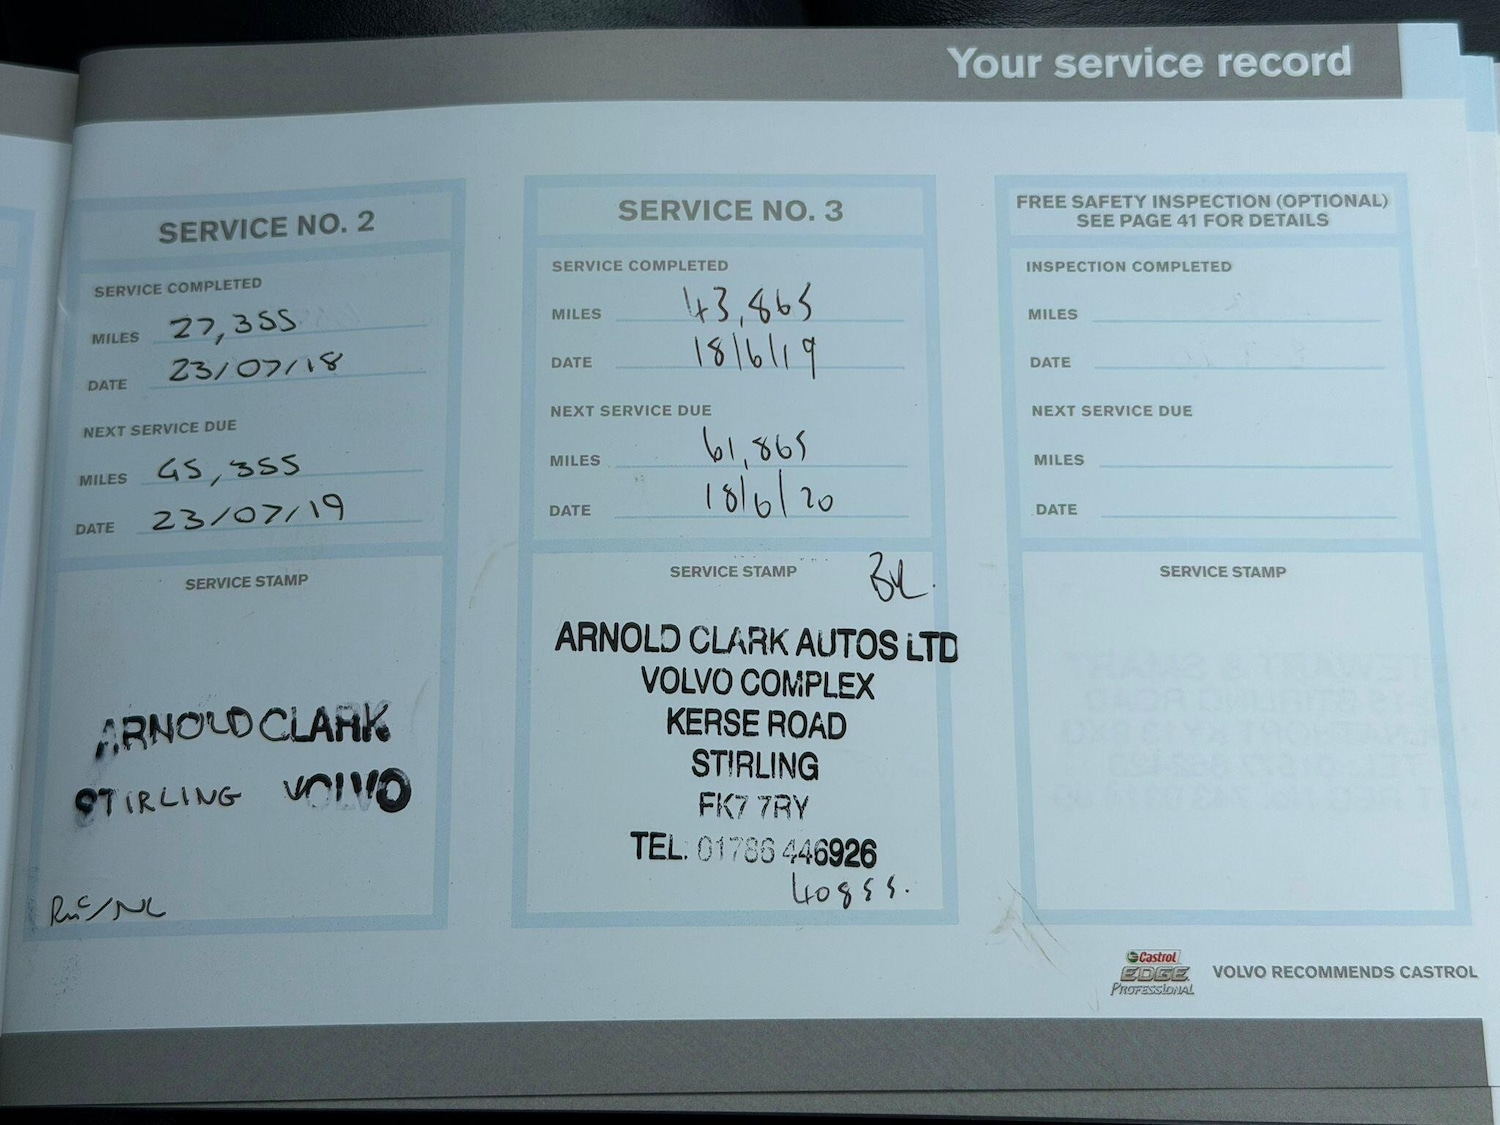 Your service record
SERVICE NO. 2
SERVICE COMPLETED
MILES 27,355
DATE 23/07/18
NEXT SERVICE DUE
MILES 45,355
DATE 23/07/19
SERVICE STAMP
ARNOLD CLARK
STIRLING VOLVO
SERVICE NO. 3
SERVICE COMPLETED
MILES 43,865
DATE 18/6/19
NEXT SERVICE DUE
MILES 61,865
DATE 18/6/20
SERVICE STAMP
ARNOLD CLARK AUTOS LTD
VOLVO COMPLEX
KERSE ROAD
STIRLING
FK7 7RY
TEL. 01786 446926
FREE SAFETY INSPECTION (OPTIONAL)
SEE PAGE 41 FOR DETAILS
INSPECTION COMPLETED
MILES
DATE
NEXT SERVICE DUE
MILES
DATE
SERVICE STAMP
Castrol
EDGE
PROFESSIONAL
VOLVO RECOMMENDS CASTROL